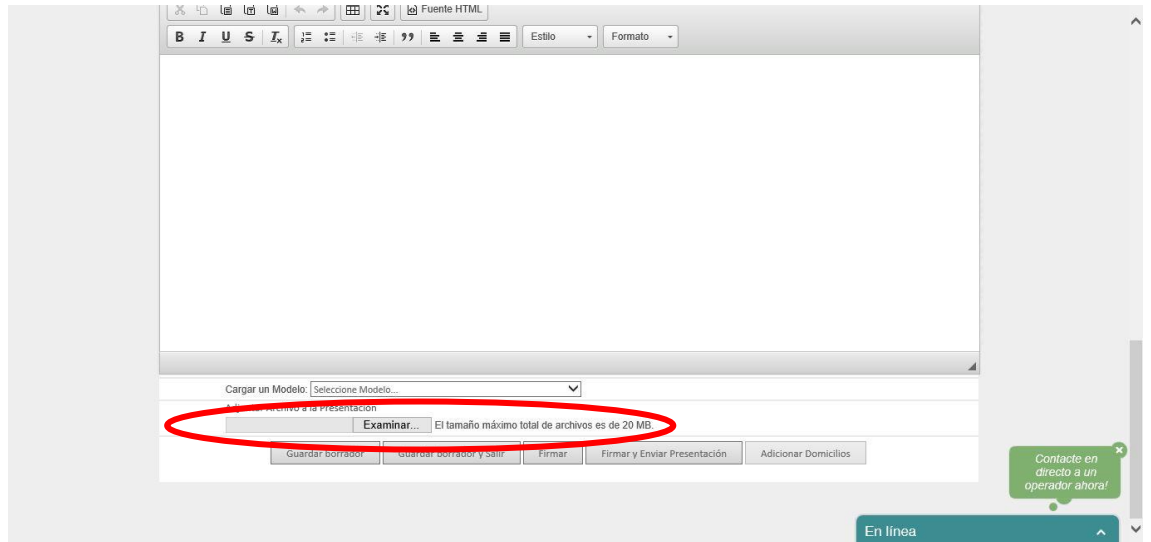 Fuente HTML
B I U S Ix Estilo Formato
Cargar un Modelo: Seleccione Modelo...
Adjuntar Archivo a la Presentación
Examinar... El tamaño máximo total de archivos es de 20 MB.
Guardar borrador Guardar borrador y Salir Firmar Firmar y Enviar Presentación Adicionar Domicilios
Contacte en
directo a un
operador ahora!
En línea